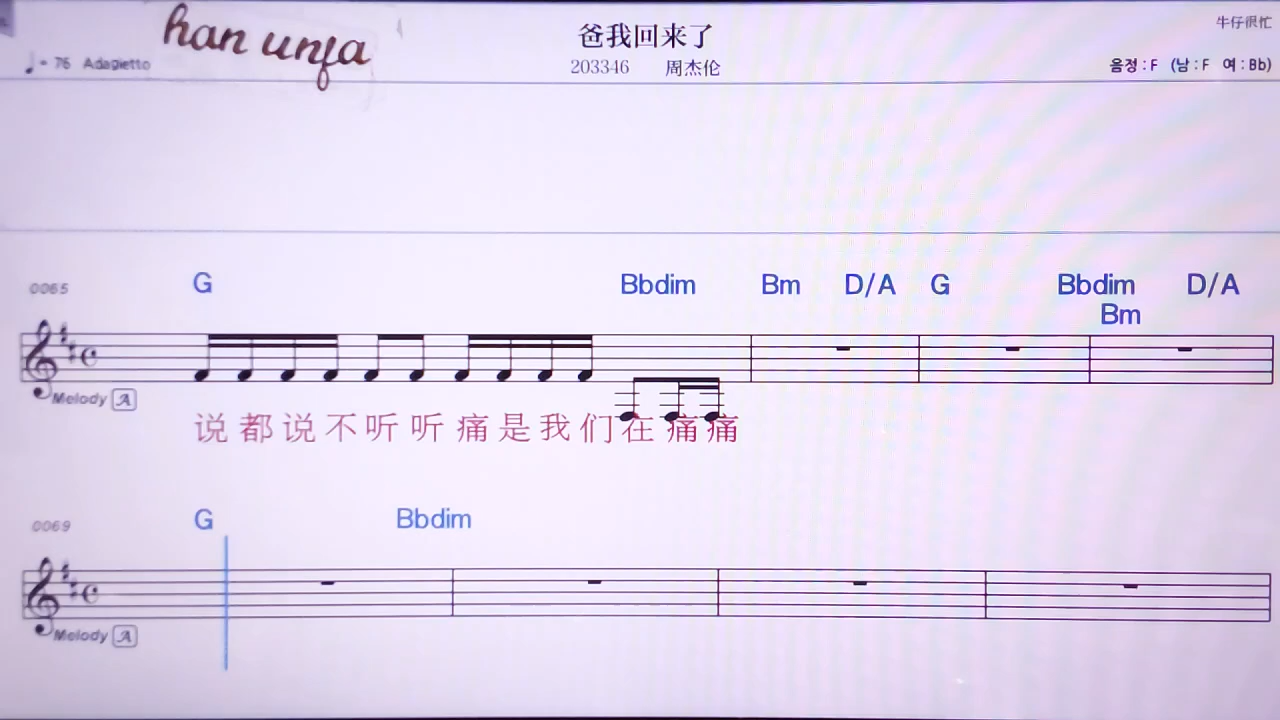 han unfa
爸我回来了
牛仔很忙
♩ = 76 Adagietto
203346 周杰伦
음정 : F (남 : F 여 : Bb)
G Bbdim Bm D/A G Bbdim D/A
Bm
0065
Melody A
说都说不听听痛是我们在痛痛
G Bbdim
0069
Melody A